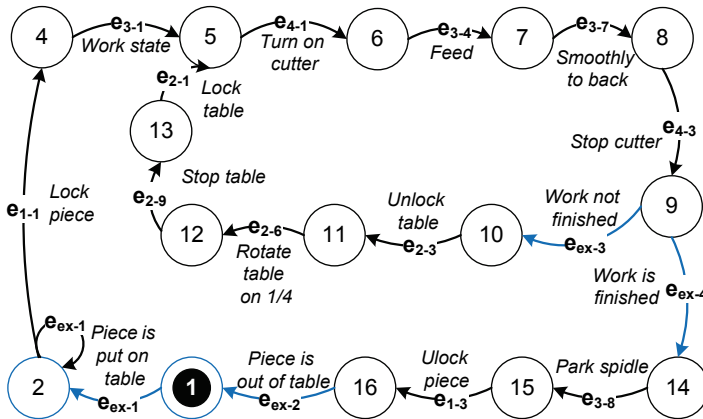 4
e3-1
Work state
5
e4-1
Turn on
cutter
6
e3-4
Feed
7
e3-7
Smoothly
to back
8
e2-1
Lock
table
13
e4-3
Stop cutter
Stop table
e2-9
e1-1
Lock
piece
12
e2-6
Rotate
table
on 1/4
11
Unlock
table
e2-3
10
Work not
finished
eex-3
9
Work is
finished
eex-4
eex-1
Piece is
put on
table
2
eex-1
1
Piece is
out of table
eex-2
16
Ulock
piece
e1-3
15
Park spidle
e3-8
14